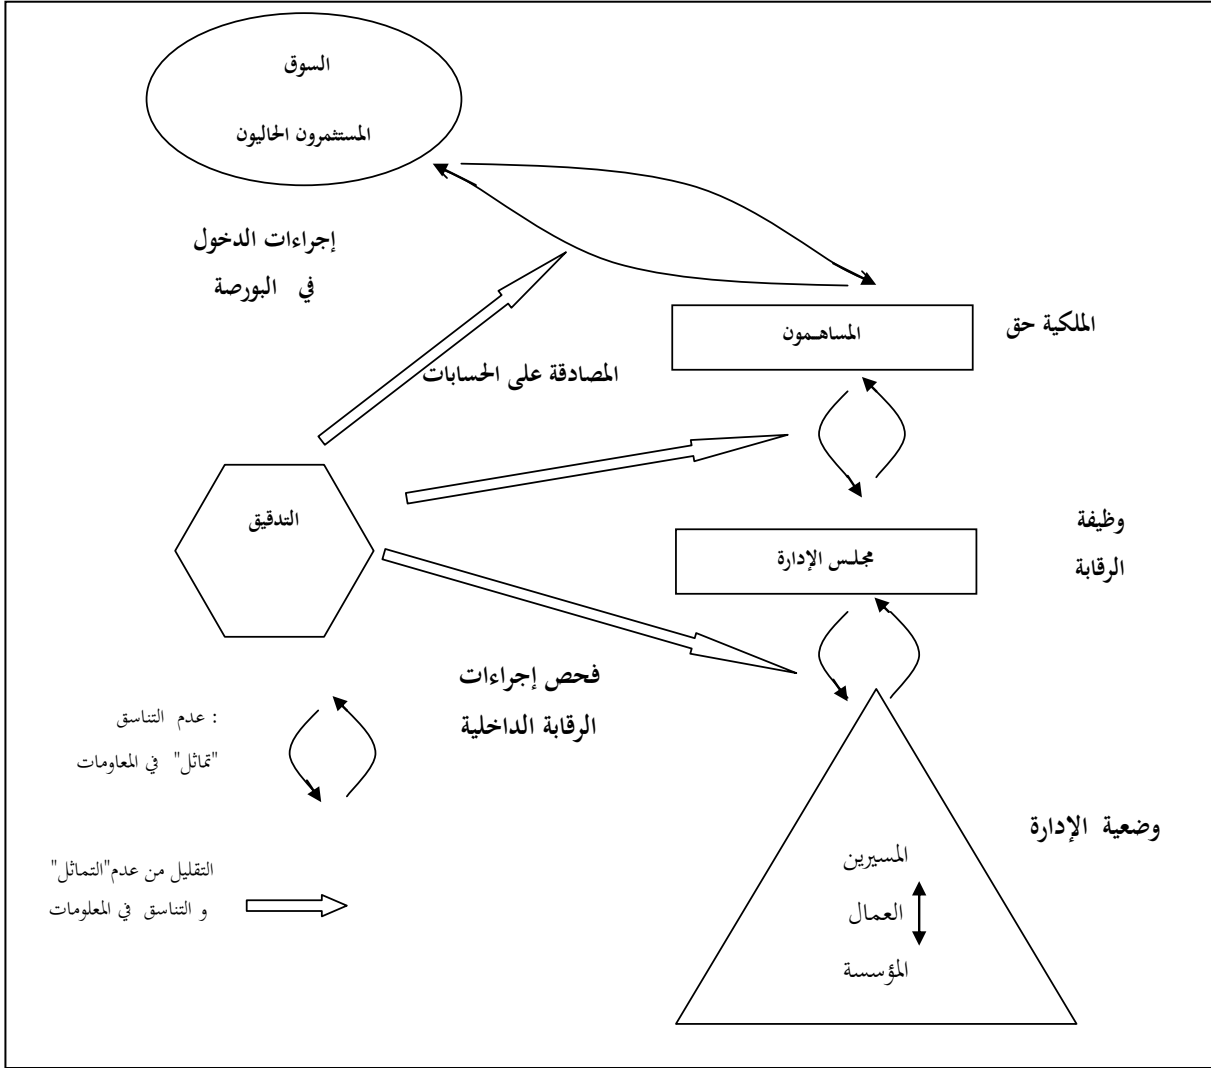 السوق
المستثمرون الحاليون
إجراءات الدخول
في البورصة
الملكية حق
المساهمون
المصادقة على الحسابات
وظيفة
الرقابة
التدقيق
مجلس الإدارة
فحص إجراءات
الرقابة الداخلية
: عدم التناسق
"تماثل" في المعاومات
وضعية الإدارة
المسيرين
العمال
المؤسسة
التقليل من عدم"التماثل"
و التناسق في المعلومات